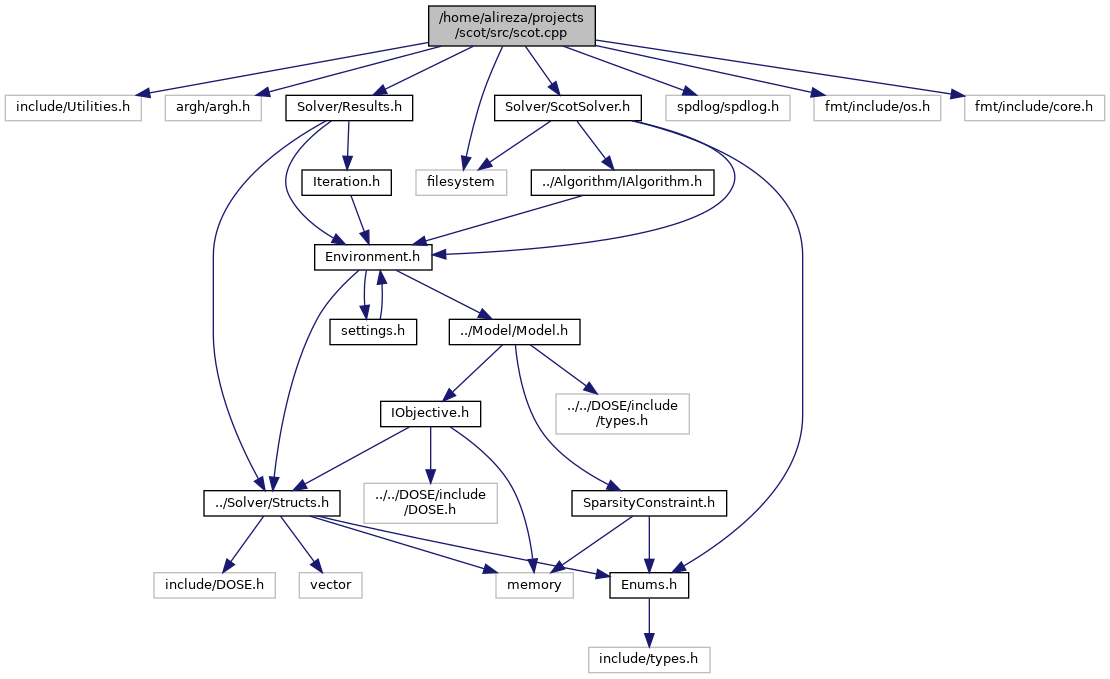 /home/alireza/projects
/scot/src/scot.cpp
include/Utilities.h
argh/argh.h
Solver/Results.h
Solver/ScotSolver.h
spdlog/spdlog.h
fmt/include/os.h
fmt/include/core.h
Iteration.h
filesystem
../Algorithm/IAlgorithm.h
Environment.h
settings.h
../Model/Model.h
IObjective.h
../../DOSE/include
/types.h
../Solver/Structs.h
../../DOSE/include
/DOSE.h
SparsityConstraint.h
include/DOSE.h
vector
memory
Enums.h
include/types.h